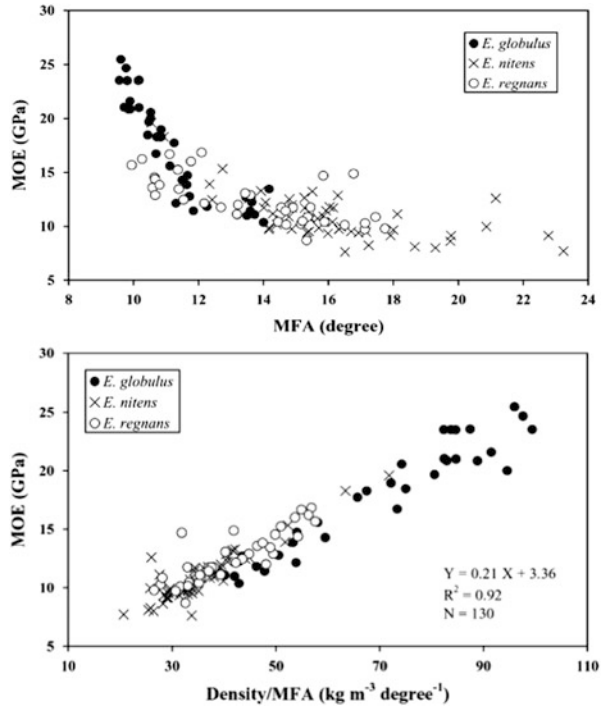 30
25
20
15
10
5
MOE (GPa)
E. globulus
E. nitens
E. regnans
8 10 12 14 16 18 20 22 24
MFA (degree)
30
25
20
15
10
5
MOE (GPa)
E. globulus
E. nitens
E. regnans
Y = 0.21 X + 3.36
R² = 0.92
N = 130
10 30 50 70 90 110
Density/MFA (kg m⁻³ degree⁻¹)